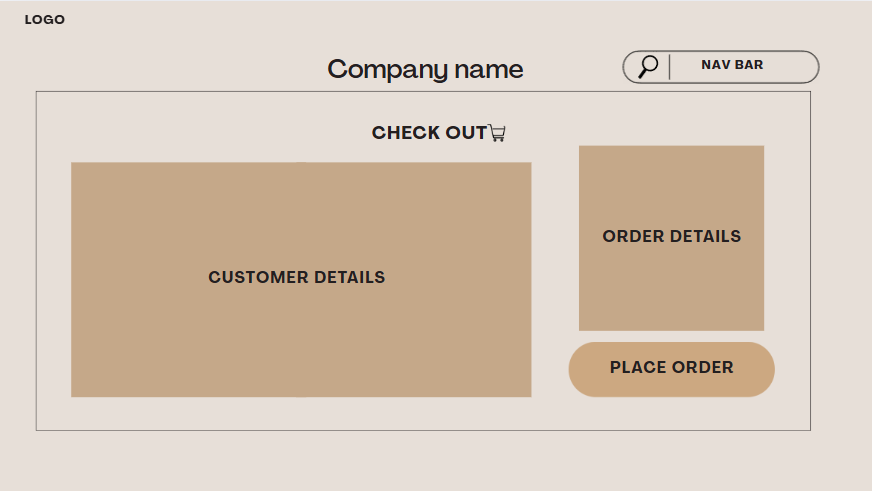 LOGO
Company name
NAV BAR
CHECK OUT
CUSTOMER DETAILS
ORDER DETAILS
PLACE ORDER